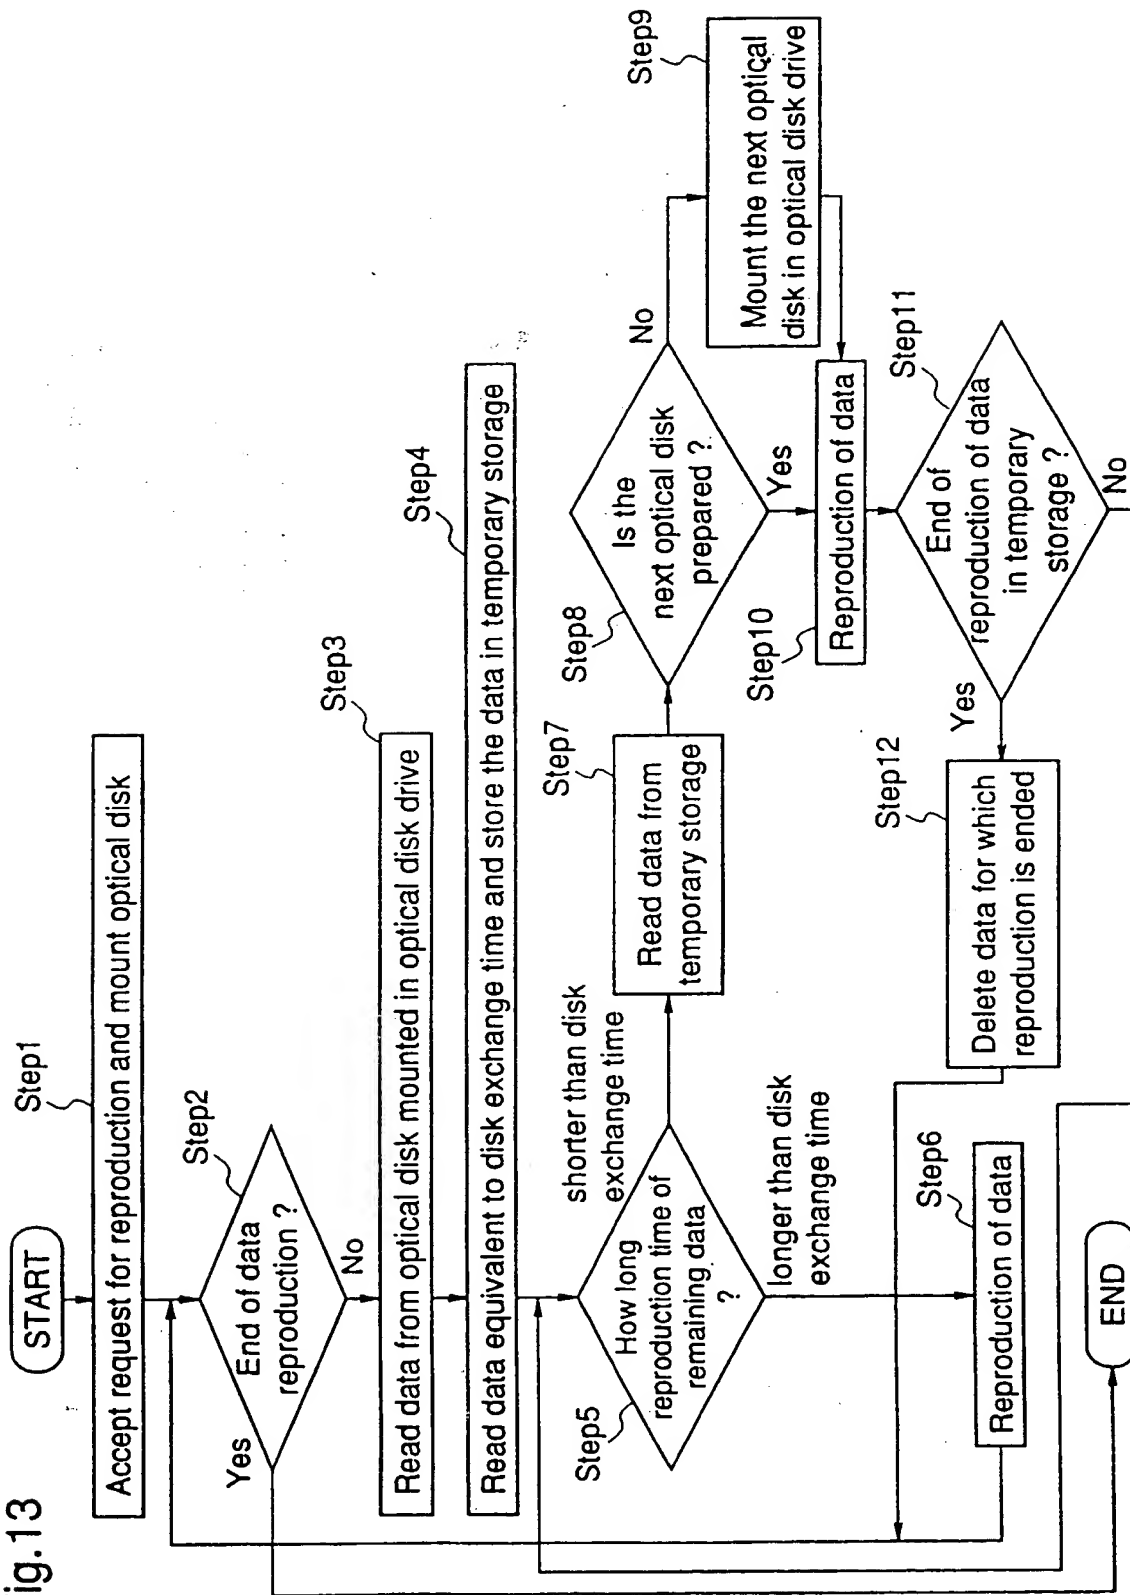 ig.13
START
Step1
Accept request for reproduction and mount optical disk
Step2
End of data
reproduction ?
Yes
No
Step3
Read data from optical disk mounted in optical disk drive
Step4
Read data equivalent to disk exchange time and store the data in temporary storage
Step5
How long
reproduction time of
remaining data
?
shorter than disk
exchange time
longer than disk
exchange time
Step6
Reproduction of data
Step7
Read data from
temporary storage
Step8
Is the
next optical disk
prepared ?
No
Yes
Step9
Mount the next optical
disk in optical disk drive
Step10
Reproduction of data
Step11
End of
reproduction of data
in temporary
storage ?
Yes
No
Step12
Delete data for which
reproduction is ended
END